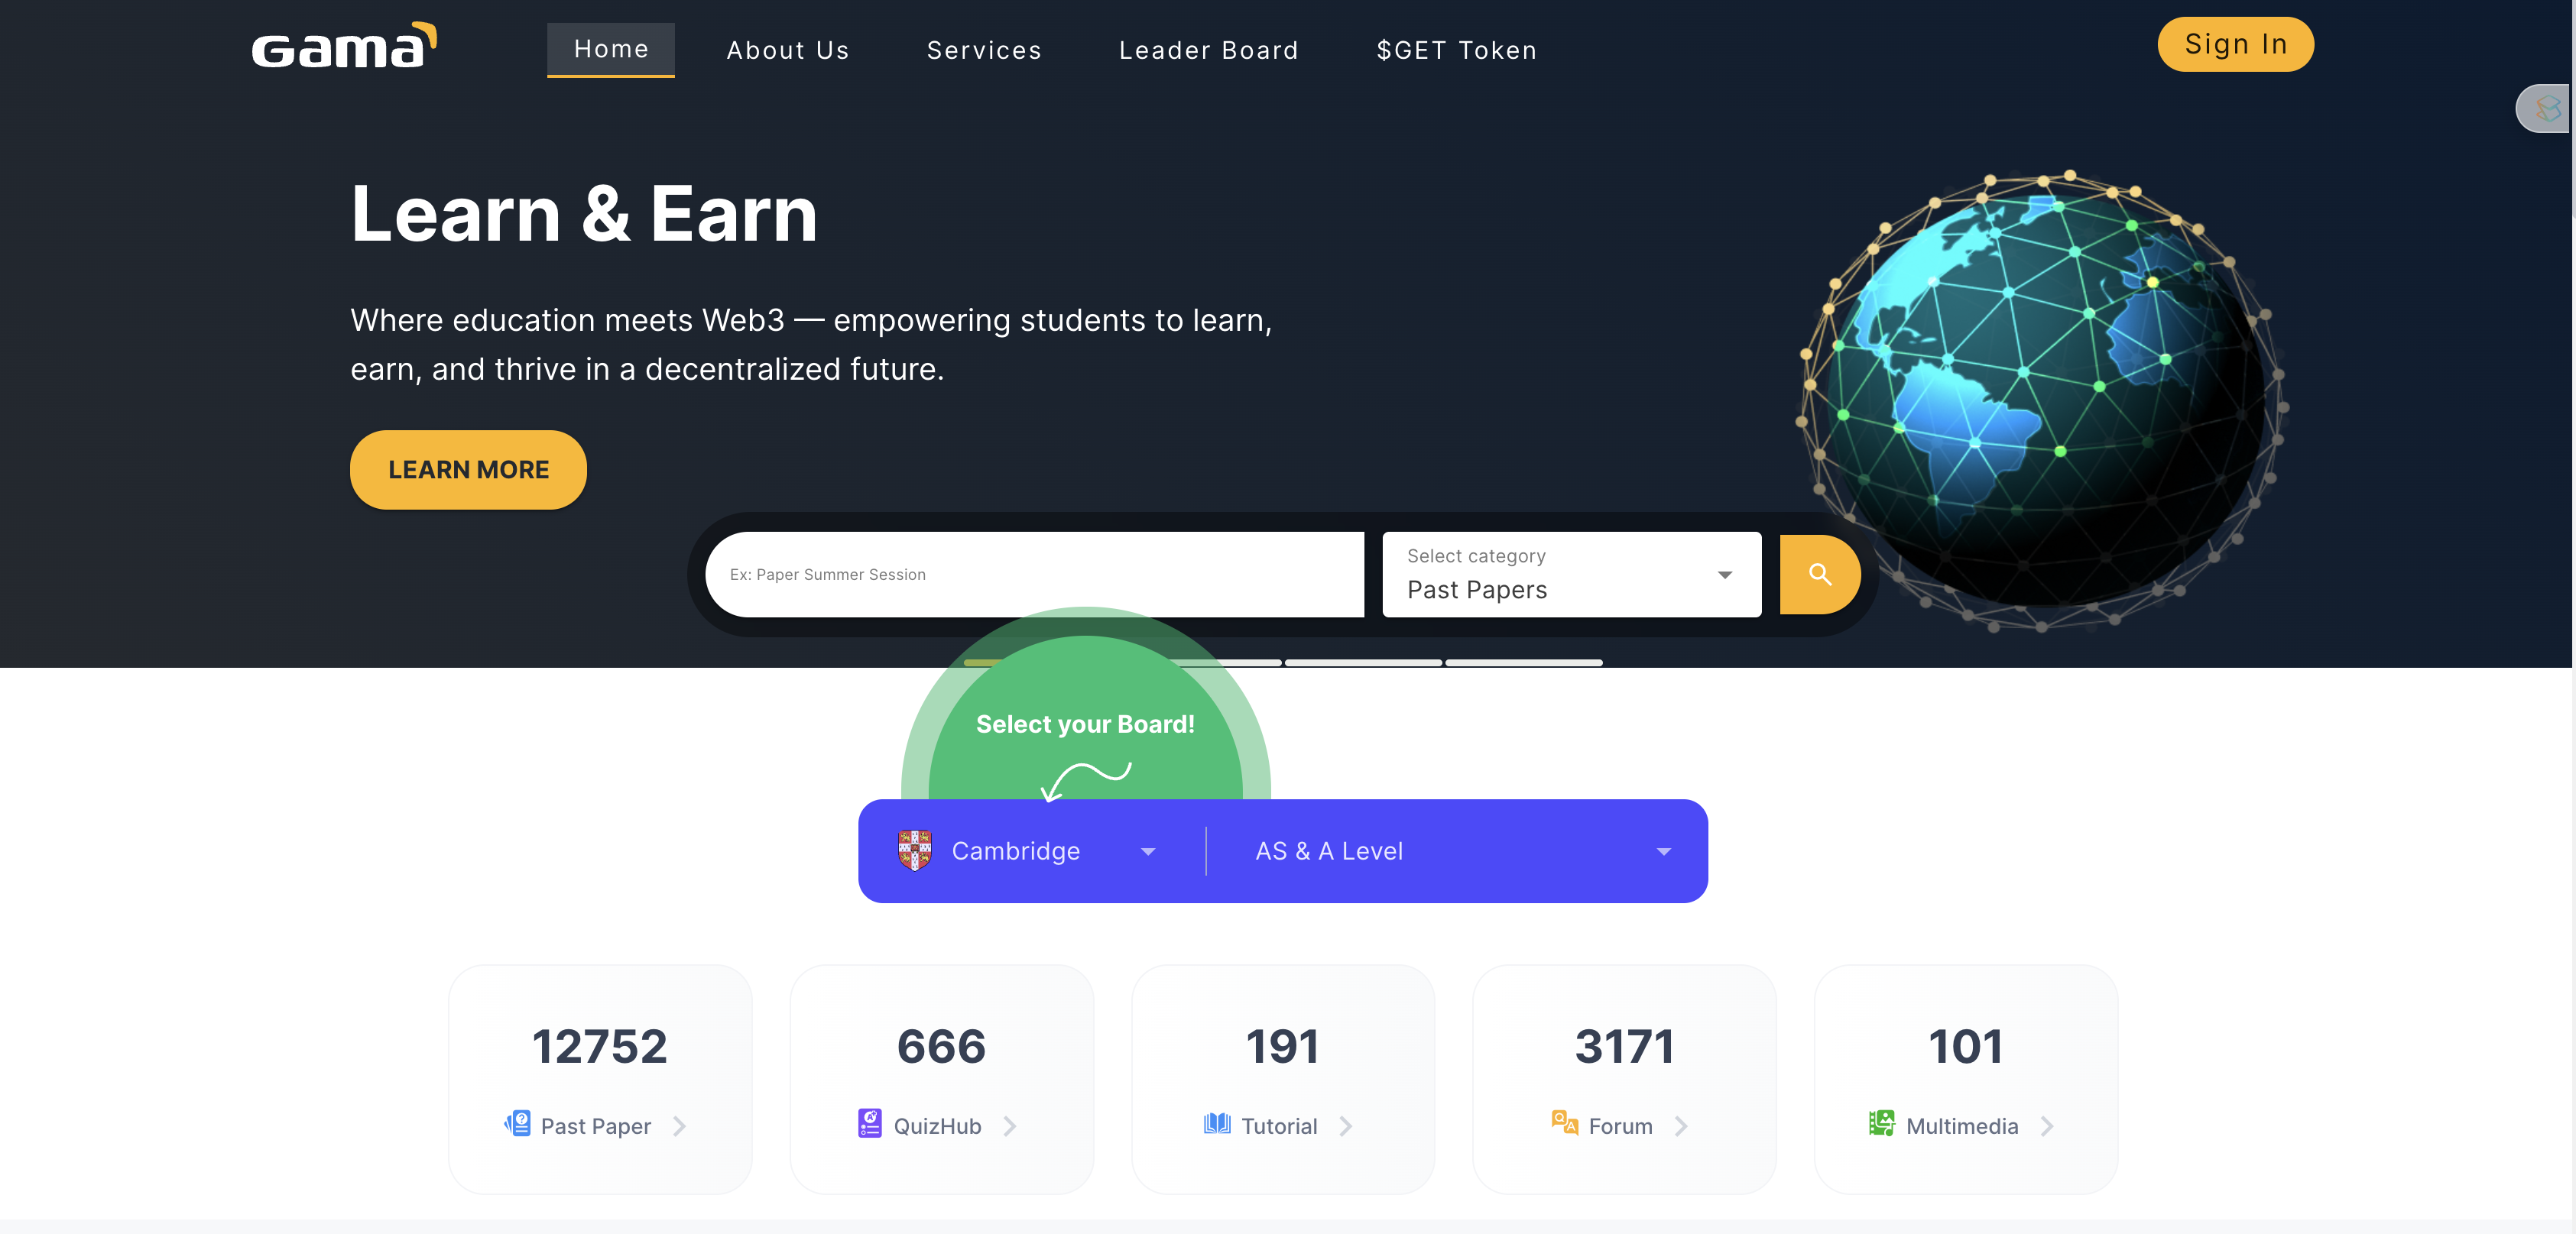 Gama
Home
About Us
Services
Leader Board
$GET Token
Sign In
Learn & Earn
Where education meets Web3 — empowering students to learn,
earn, and thrive in a decentralized future.
LEARN MORE
Ex: Paper Summer Session
Select category
Past Papers
Select your Board!
Cambridge
AS & A Level
12752
Past Paper
666
QuizHub
191
Tutorial
3171
Forum
101
Multimedia